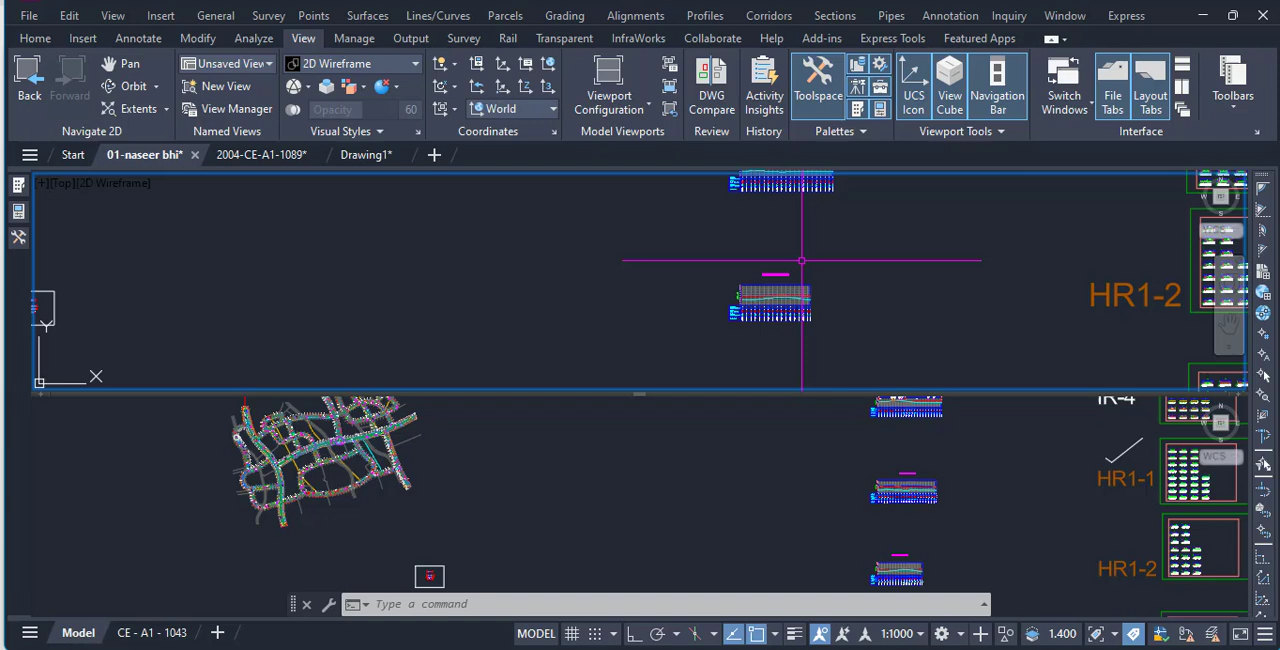 File Edit View Insert General Survey Points Surfaces Lines/Curves Parcels Grading Alignments Profiles Corridors Sections Pipes Annotation Inquiry Window Express
Home Insert Annotate Modify Analyze View Manage Output Survey Rail Transparent InfraWorks Collaborate Help Add-ins Express Tools Featured Apps
Back Forward Pan Orbit Extents
Navigate 2D
Unsaved View
New View
View Manager
Named Views
2D Wireframe
Opacity 60
Visual Styles
World
Coordinates
Viewport Configuration
Model Viewports
DWG Compare
Review
Activity Insights
History
Toolspace
Palettes
UCS Icon View Cube Navigation Bar
Viewport Tools
Switch Windows File Tabs Layout Tabs
Interface
Toolbars
Start 01-naseer bhi* 2004-CE-A1-1089* Drawing1*
[+][Top][2D Wireframe]
N
W E
S
WCS
HR1-2
X
Y
IR-4
N
W E
S
WCS
HR1-1
HR1-2
Type a command
Model CE - A1 - 1043
MODEL 1:1000 1.400